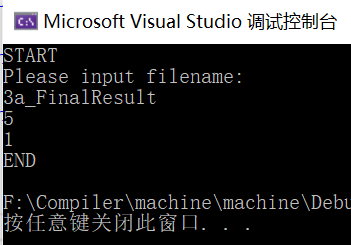 Microsoft Visual Studio 调试控制台
START
Please input filename:
3a_FinalResult
5
1
END
F:\Compiler\machine\machine\Debu
按任意键关闭此窗口. . .